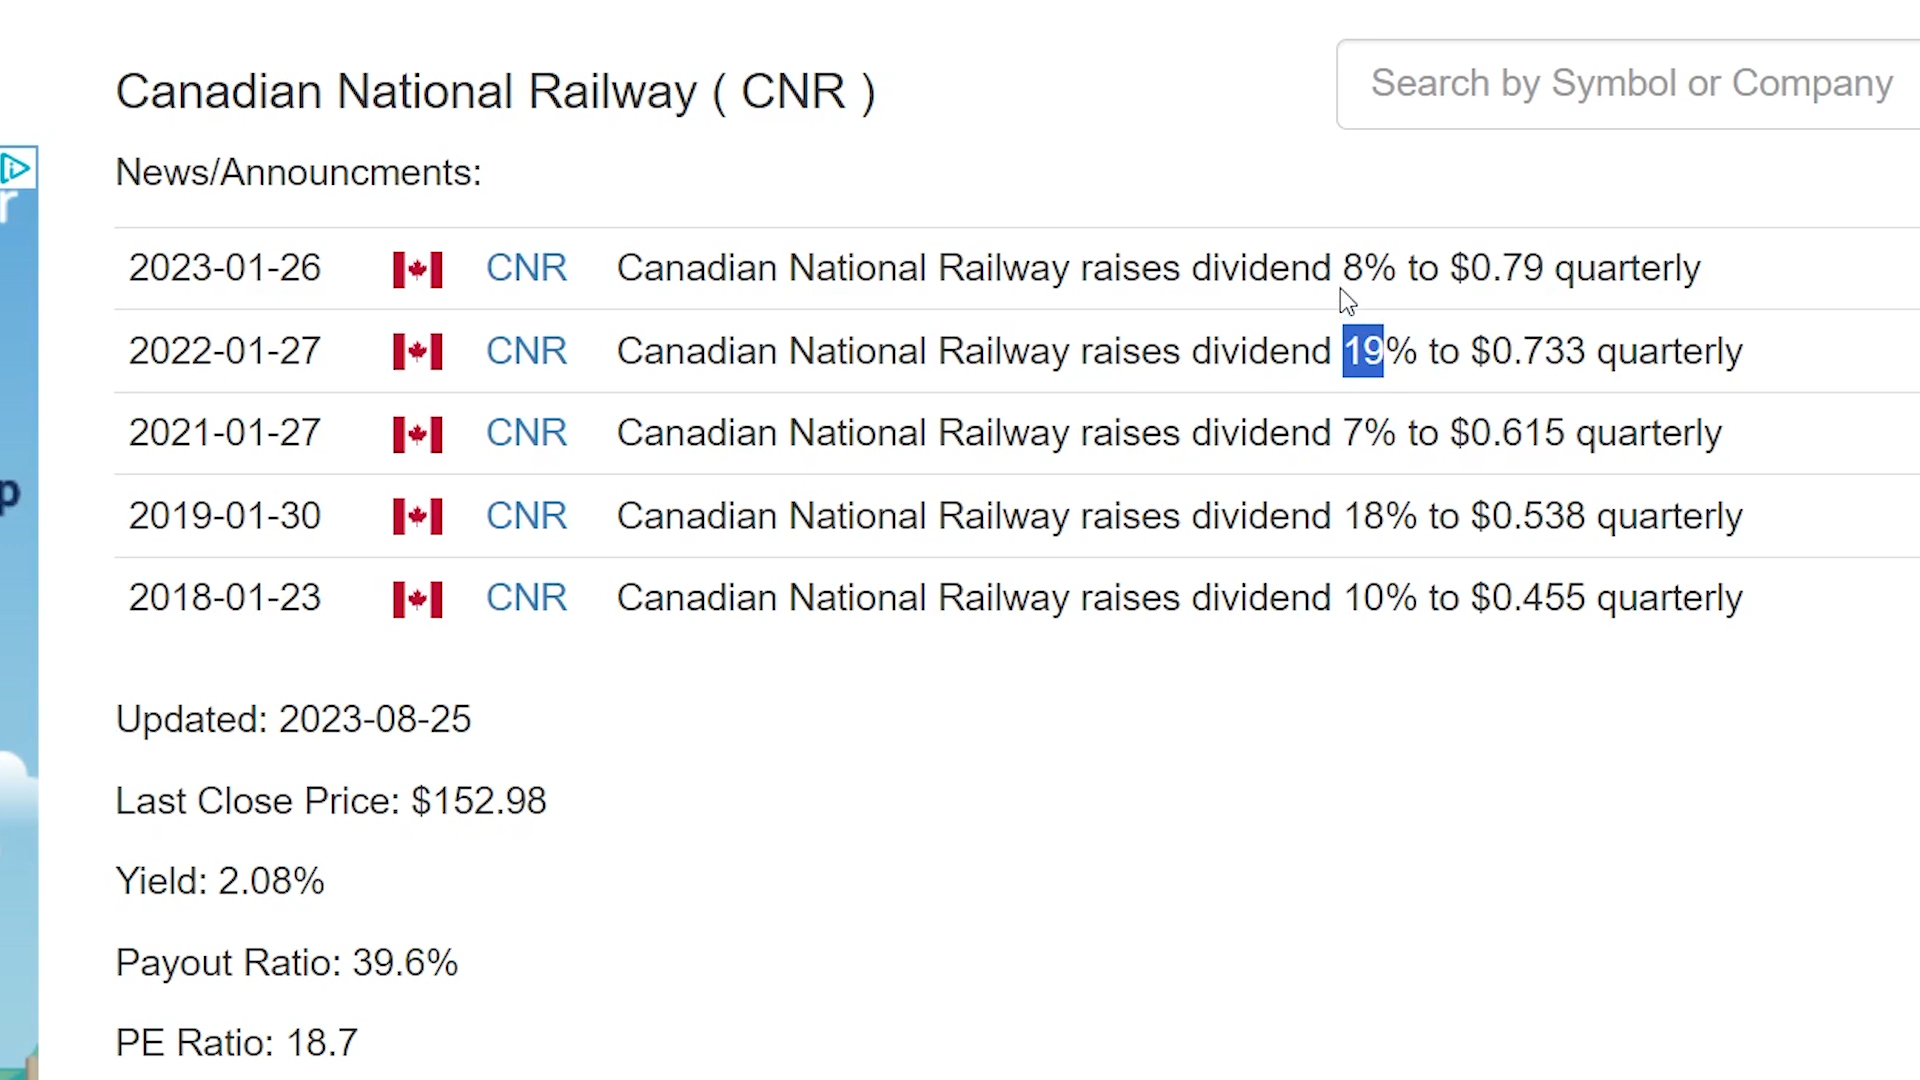 Canadian National Railway ( CNR )
Search by Symbol or Company
News/Announcments:
r
2023-01-26 CNR Canadian National Railway raises dividend 8% to $0.79 quarterly
2022-01-27 CNR Canadian National Railway raises dividend 19% to $0.733 quarterly
2021-01-27 CNR Canadian National Railway raises dividend 7% to $0.615 quarterly
p
2019-01-30 CNR Canadian National Railway raises dividend 18% to $0.538 quarterly
2018-01-23 CNR Canadian National Railway raises dividend 10% to $0.455 quarterly
Updated: 2023-08-25
Last Close Price: $152.98
Yield: 2.08%
Payout Ratio: 39.6%
PE Ratio: 18.7